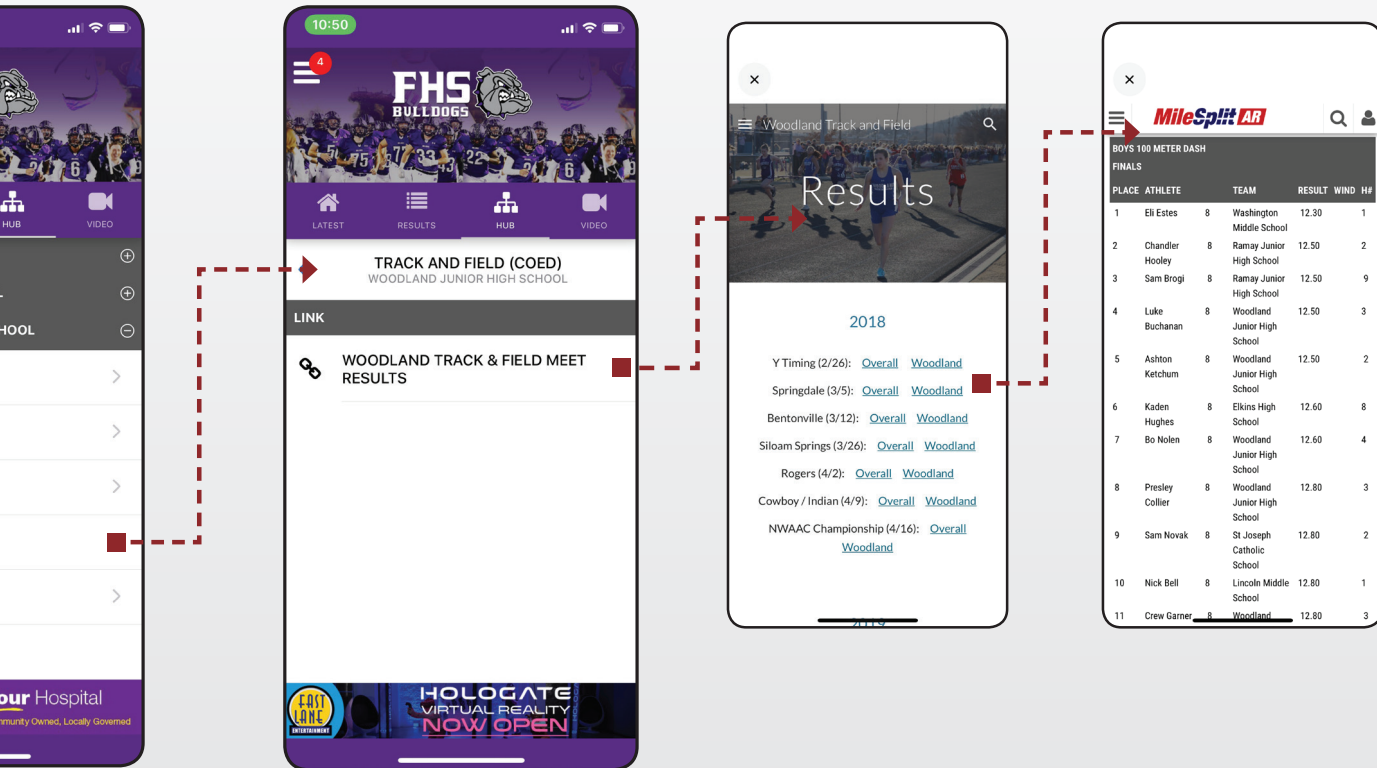 HUB
VIDEO
HOOL
our Hospital
Community Owned, Locally Governed
10:50
4
FHS
BULLDOGS
LATEST
RESULTS
HUB
VIDEO
TRACK AND FIELD (COED)
WOODLAND JUNIOR HIGH SCHOOL
LINK
WOODLAND TRACK & FIELD MEET
RESULTS
FAST
LANE
ENTERTAINMENT
HOLOGATE
VIRTUAL REALITY
NOW OPEN
Woodland Track and Field
Results
2018
Y Timing (2/26): Overall Woodland
Springdale (3/5): Overall Woodland
Bentonville (3/12): Overall Woodland
Siloam Springs (3/26): Overall Woodland
Rogers (4/2): Overall Woodland
Cowboy / Indian (4/9): Overall Woodland
NWAAC Championship (4/16): Overall
Woodland
2019
MileSplit AR
BOYS 100 METER DASH
FINALS
PLACE ATHLETE TEAM RESULT WIND H#
1 Eli Estes 8 Washington 12.30 1
Middle School
2 Chandler 8 Ramay Junior 12.50 2
Hooley High School
3 Sam Brogi 8 Ramay Junior 12.50 9
High School
4 Luke 8 Woodland 12.50 3
Buchanan Junior High
School
5 Ashton 8 Woodland 12.50 2
Ketchum Junior High
School
6 Kaden 8 Elkins High 12.60 8
Hughes School
7 Bo Nolen 8 Woodland 12.60 4
Junior High
School
8 Presley 8 Woodland 12.80 3
Collier Junior High
School
9 Sam Novak 8 St Joseph 12.80 2
Catholic
School
10 Nick Bell 8 Lincoln Middle 12.80 1
School
11 Crew Garner 8 Woodland 12.80 3